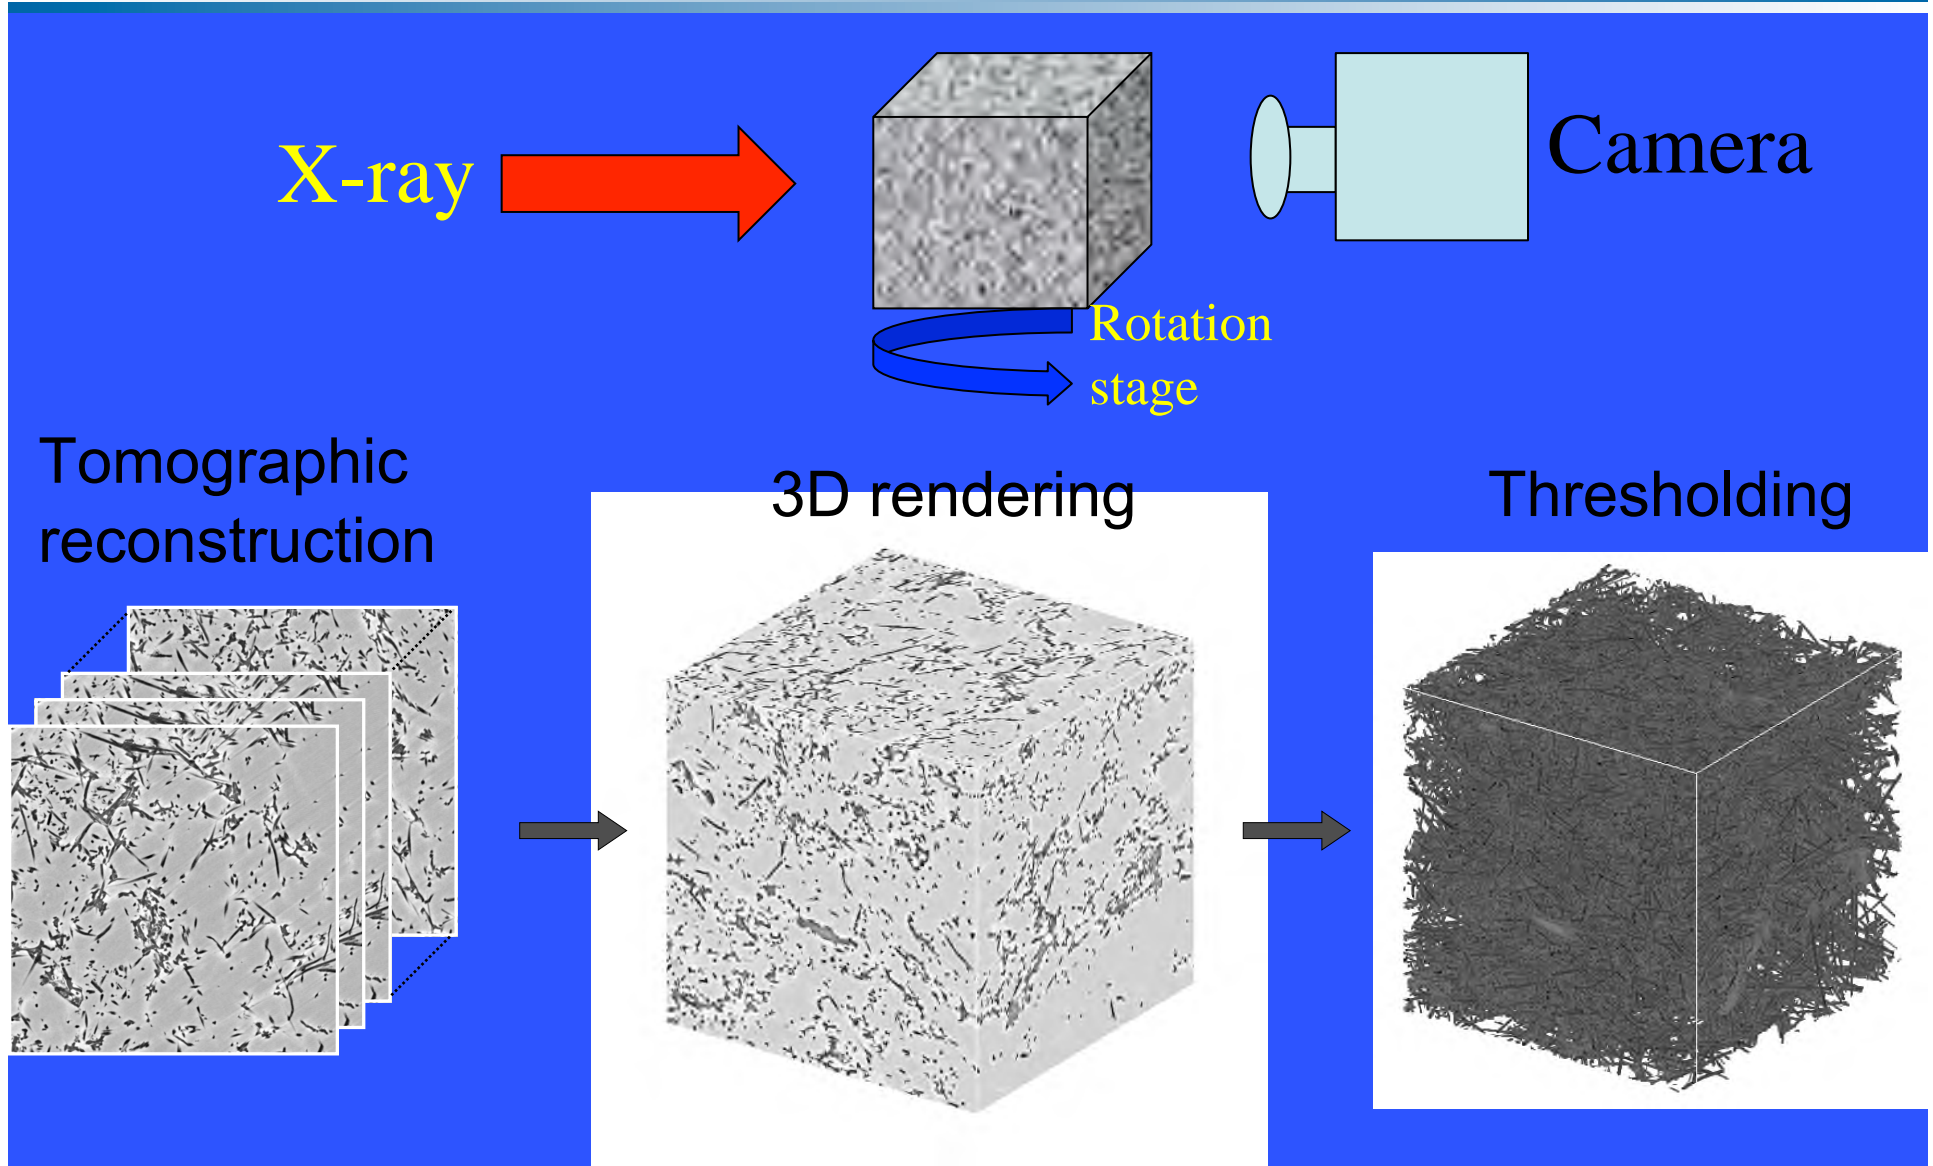 X-ray
Camera
Rotation
stage
Tomographic
reconstruction
3D rendering
Thresholding